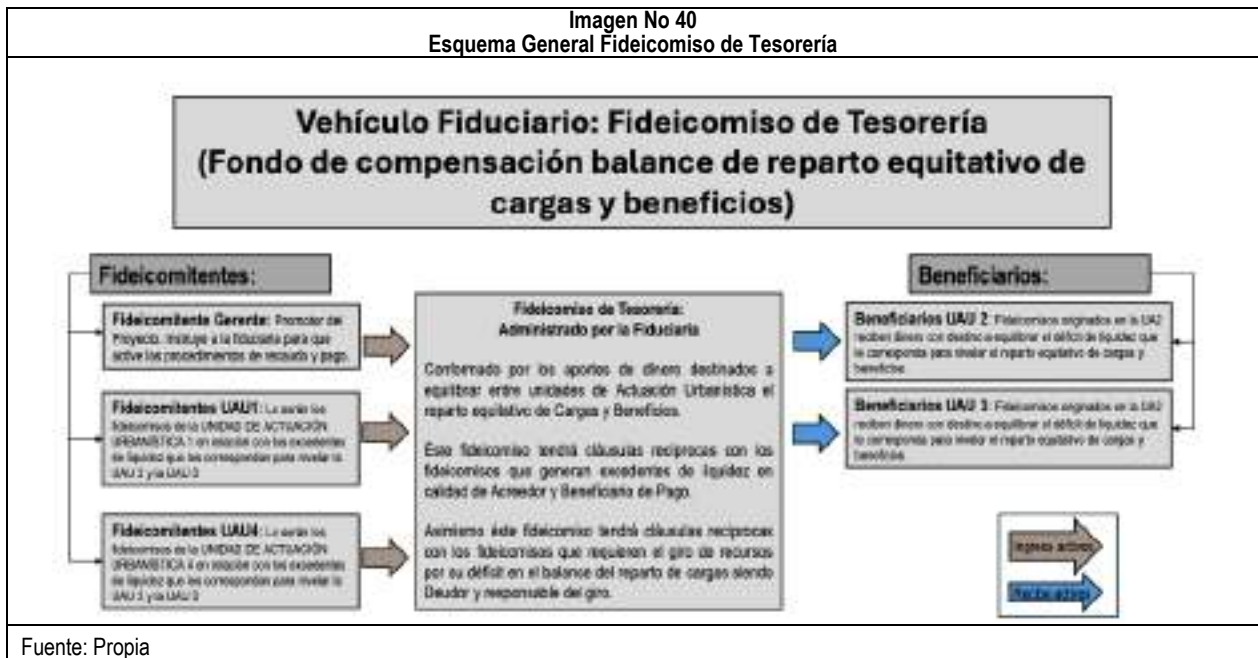 Imagen No 40
Esquema General Fideicomiso de Tesorería
Vehículo Fiduciario: Fideicomiso de Tesorería
(Fondo de compensación balance de reparto equitativo de
cargas y beneficios)
Fideicomitentes:
Fideicomitente Gerente: Promotor del
Proyecto. Instruye a la fiduciaria para que
active los procedimientos de recaudo y pago.
Fideicomitentes UAU1: Lo serán los
fideicomisos de la UNIDAD DE ACTUACIÓN
URBANÍSTICA 1 en relación con los excedentes
de liquidez que les correspondan para nivelar la
UAU 2 y la UAU 3
Fideicomitentes UAU4: Lo serán los
fideicomisos de la UNIDAD DE ACTUACIÓN
URBANÍSTICA 4 en relación con los excedentes
de liquidez que les correspondan para nivelar la
UAU 2 y la UAU 3
Fideicomiso de Tesorería:
Administrado por la Fiduciaria
Conformado por los aportes de dinero destinados a
equilibrar entre unidades de Actuación Urbanística el
reparto equitativo de Cargas y Beneficios.
Este fideicomiso tendrá cláusulas recíprocas con los
fideicomisos que generan excedentes de liquidez en
calidad de Acreedor y Beneficiario de Pago.
Asimismo éste fideicomiso tendrá cláusulas recíprocas
con los fideicomisos que requieren el giro de recursos
por su déficit en el balance del reparto de cargas siendo
Deudor y responsable del giro.
Beneficiarios:
Beneficiarios UAU 2: Fideicomisos originados en la UA2
reciben dinero con destino a equilibrar el déficit de liquidez que
le corresponda para nivelar el reparto equitativo de cargas y
beneficios
Beneficiarios UAU 3: Fideicomisos originados en la UA2
reciben dinero con destino a equilibrar el déficit de liquidez que
le corresponda para nivelar el reparto equitativo de cargas y
beneficios
Ingresa activos
Recibe activos
Fuente: Propia